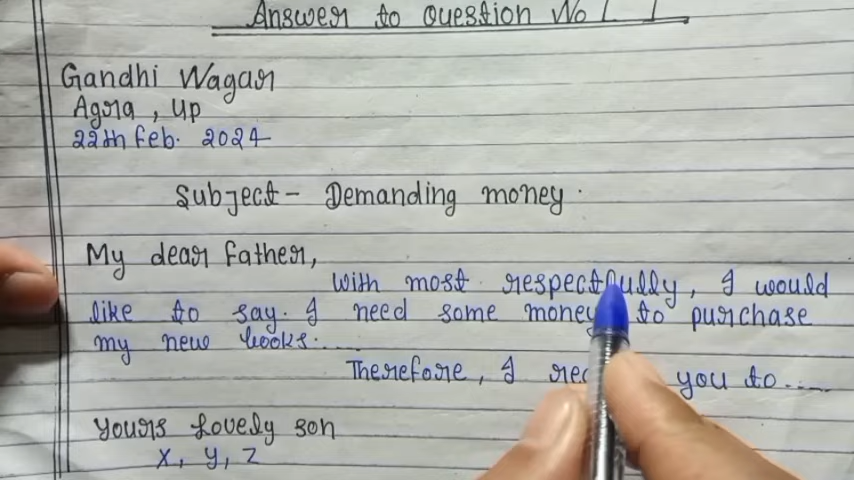 Answer to Question No 1
Gandhi Wagar
Agra , up
22th feb. 2024
Subject - Demanding money.
My dear father,
with most respectfully, I would
like to say. I need some money to purchase
my new books......
Therefore, I you to.....
yours Lovely son
x, y, z